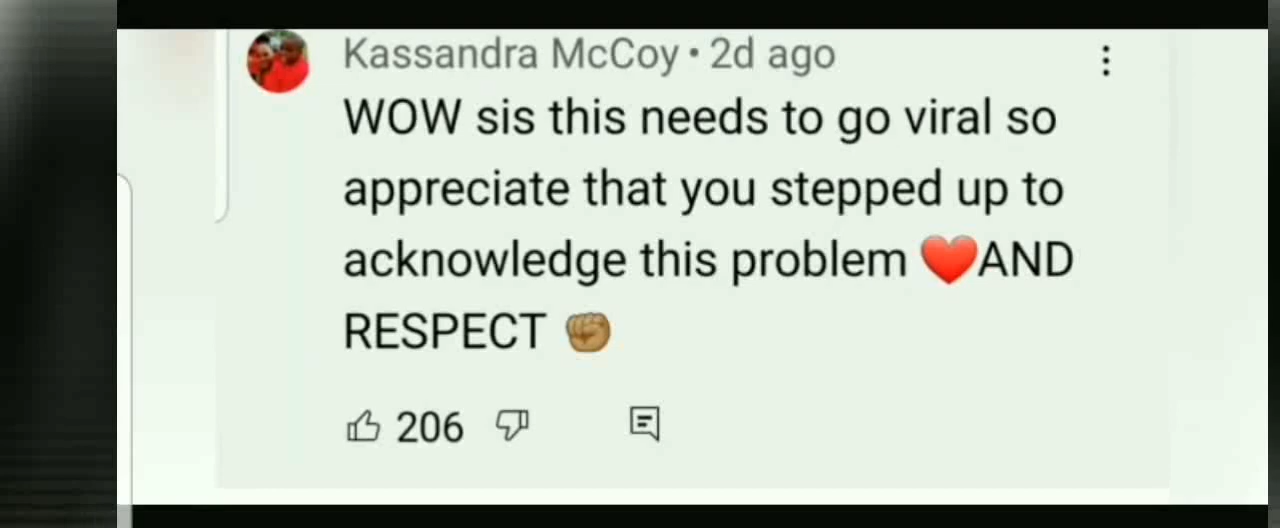 Kassandra McCoy • 2d ago
WOW sis this needs to go viral so
appreciate that you stepped up to
acknowledge this problem ❤️AND
RESPECT ✊🏾
206